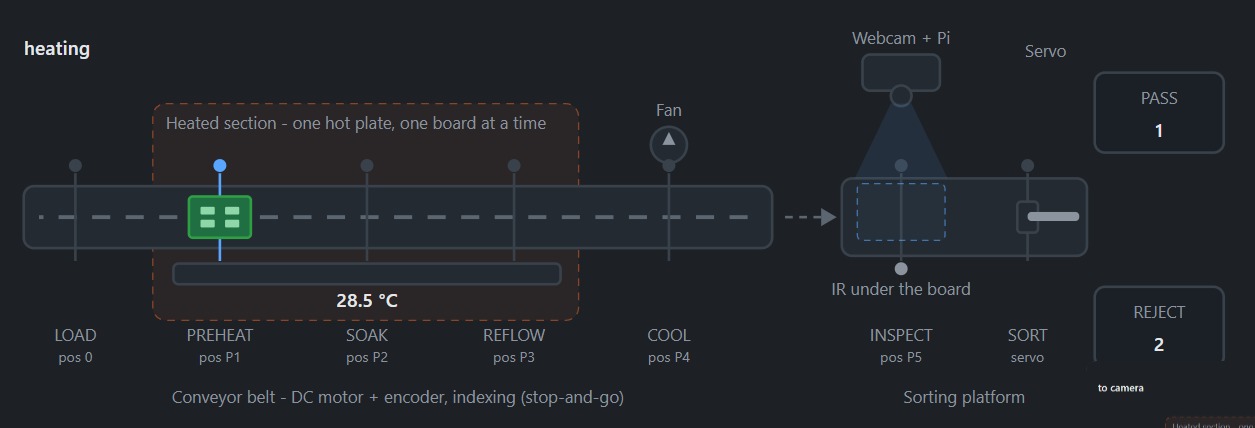 heating
Webcam + Pi
Servo
PASS
1
Heated section - one hot plate, one board at a time
Fan
28.5 °C
IR under the board
LOAD
pos 0
PREHEAT
pos P1
SOAK
pos P2
REFLOW
pos P3
COOL
pos P4
INSPECT
pos P5
SORT
servo
REJECT
2
to camera
Conveyor belt - DC motor + encoder, indexing (stop-and-go)
Sorting platform